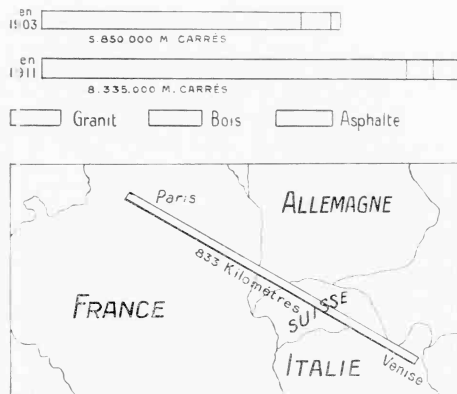 en
1903
5.850.000 M CARRÉS
en
1911
8.335.000 M. CARRÉS
Granit Bois Asphalte
Paris
ALLEMAGNE
833 Kilomètres
FRANCE
SUISSE
ITALIE
Venise